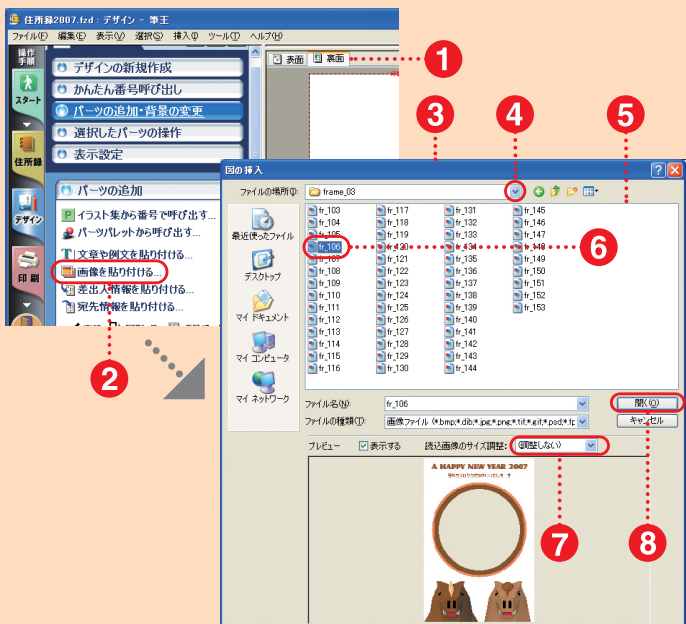 住所録2007.fzd : デザイン - 筆王
ファイル(F) 編集(E) 表示(V) 選択(S) 挿入(I) ツール(T) ヘルプ(H)
操作手順
スタート
住所録
デザイン
印刷
デザインの新規作成
かんたん番号呼び出し
パーツの追加・背景の変更
選択したパーツの操作
表示設定
パーツの追加
イラスト集から番号で呼び出す...
パーツパレットから呼び出す...
文章や例文を貼り付ける...
画像を貼り付ける...
差出人情報を貼り付ける...
宛先情報を貼り付ける...
表面 裏面
1
2
3
4
5
図の挿入
ファイルの場所(I): frame_03
最近使ったファイル
デスクトップ
マイ ドキュメント
マイ コンピュータ
マイ ネットワーク
fr_103 fr_117 fr_131 fr_145
fr_104 fr_118 fr_132 fr_146
fr_105 fr_119 fr_133 fr_147
fr_106 fr_120 fr_134 fr_148
fr_107 fr_121 fr_135 fr_149
fr_108 fr_122 fr_136 fr_150
fr_109 fr_123 fr_137 fr_151
fr_110 fr_124 fr_138 fr_152
fr_111 fr_125 fr_139 fr_153
fr_112 fr_126 fr_140
fr_113 fr_127 fr_141
fr_114 fr_128 fr_142
fr_115 fr_129 fr_143
fr_116 fr_130 fr_144
6
ファイル名(N): fr_106 開く(O)
ファイルの種類(T): 画像ファイル (*.bmp;*.dib;*.jpg;*.png;*.tif;*.gif;*.psd;*.fp キャンセル
プレビュー 表示する 読込画像のサイズ調整: (調整しない)
A HAPPY NEW YEAR 2007
7
8